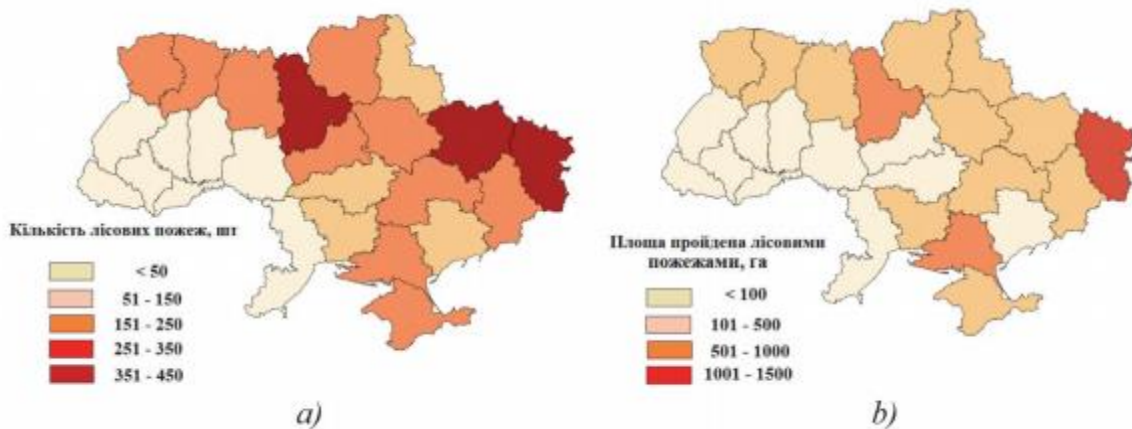 Кількість лісових пожеж, шт
< 50
51 - 150
151 - 250
251 - 350
351 - 450
a)
Площа пройдена лісовими
пожежами, га
< 100
101 - 500
501 - 1000
1001 - 1500
b)